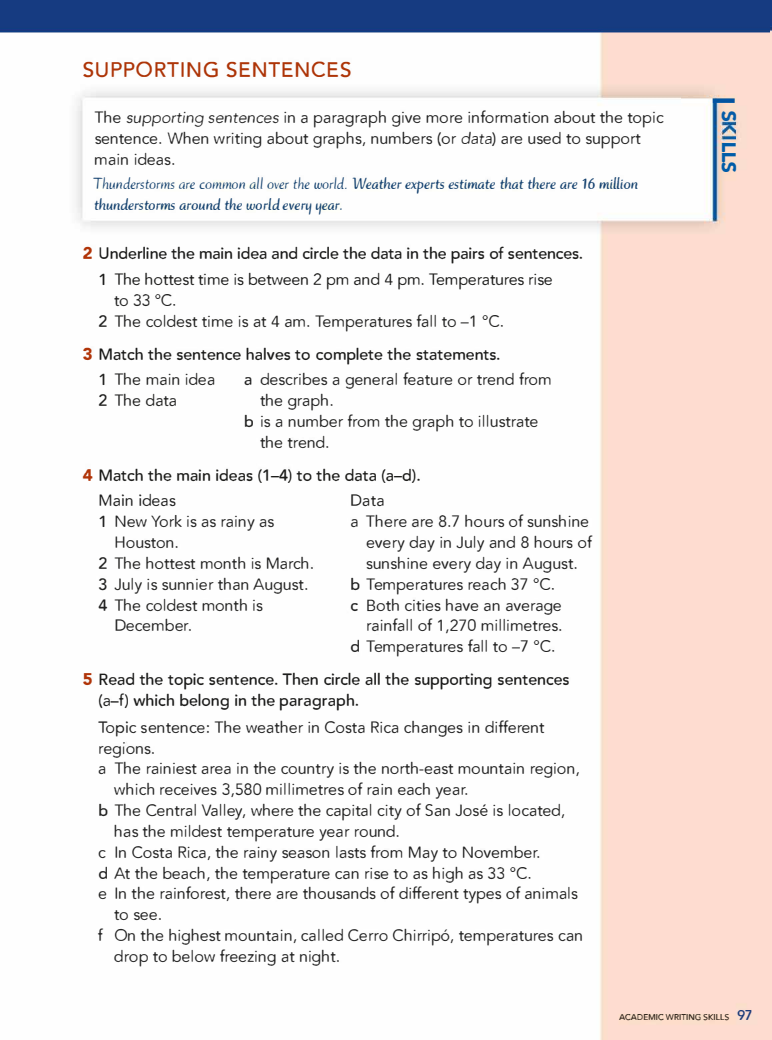 SUPPORTING SENTENCES
The supporting sentences in a paragraph give more information about the topic
sentence. When writing about graphs, numbers (or data) are used to support
main ideas.
Thunderstorms are common all over the world. Weather experts estimate that there are 16 million
thunderstorms around the world every year.
SKILLS
2 Underline the main idea and circle the data in the pairs of sentences.
1 The hottest time is between 2 pm and 4 pm. Temperatures rise
to 33 °C.
2 The coldest time is at 4 am. Temperatures fall to –1 °C.
3 Match the sentence halves to complete the statements.
1 The main idea
2 The data
a describes a general feature or trend from
the graph.
b is a number from the graph to illustrate
the trend.
4 Match the main ideas (1–4) to the data (a–d).
Main ideas
1 New York is as rainy as
Houston.
2 The hottest month is March.
3 July is sunnier than August.
4 The coldest month is
December.
Data
a There are 8.7 hours of sunshine
every day in July and 8 hours of
sunshine every day in August.
b Temperatures reach 37 °C.
c Both cities have an average
rainfall of 1,270 millimetres.
d Temperatures fall to –7 °C.
5 Read the topic sentence. Then circle all the supporting sentences
(a–f) which belong in the paragraph.
Topic sentence: The weather in Costa Rica changes in different
regions.
a The rainiest area in the country is the north-east mountain region,
which receives 3,580 millimetres of rain each year.
b The Central Valley, where the capital city of San José is located,
has the mildest temperature year round.
c In Costa Rica, the rainy season lasts from May to November.
d At the beach, the temperature can rise to as high as 33 °C.
e In the rainforest, there are thousands of different types of animals
to see.
f On the highest mountain, called Cerro Chirripó, temperatures can
drop to below freezing at night.
ACADEMIC WRITING SKILLS 97